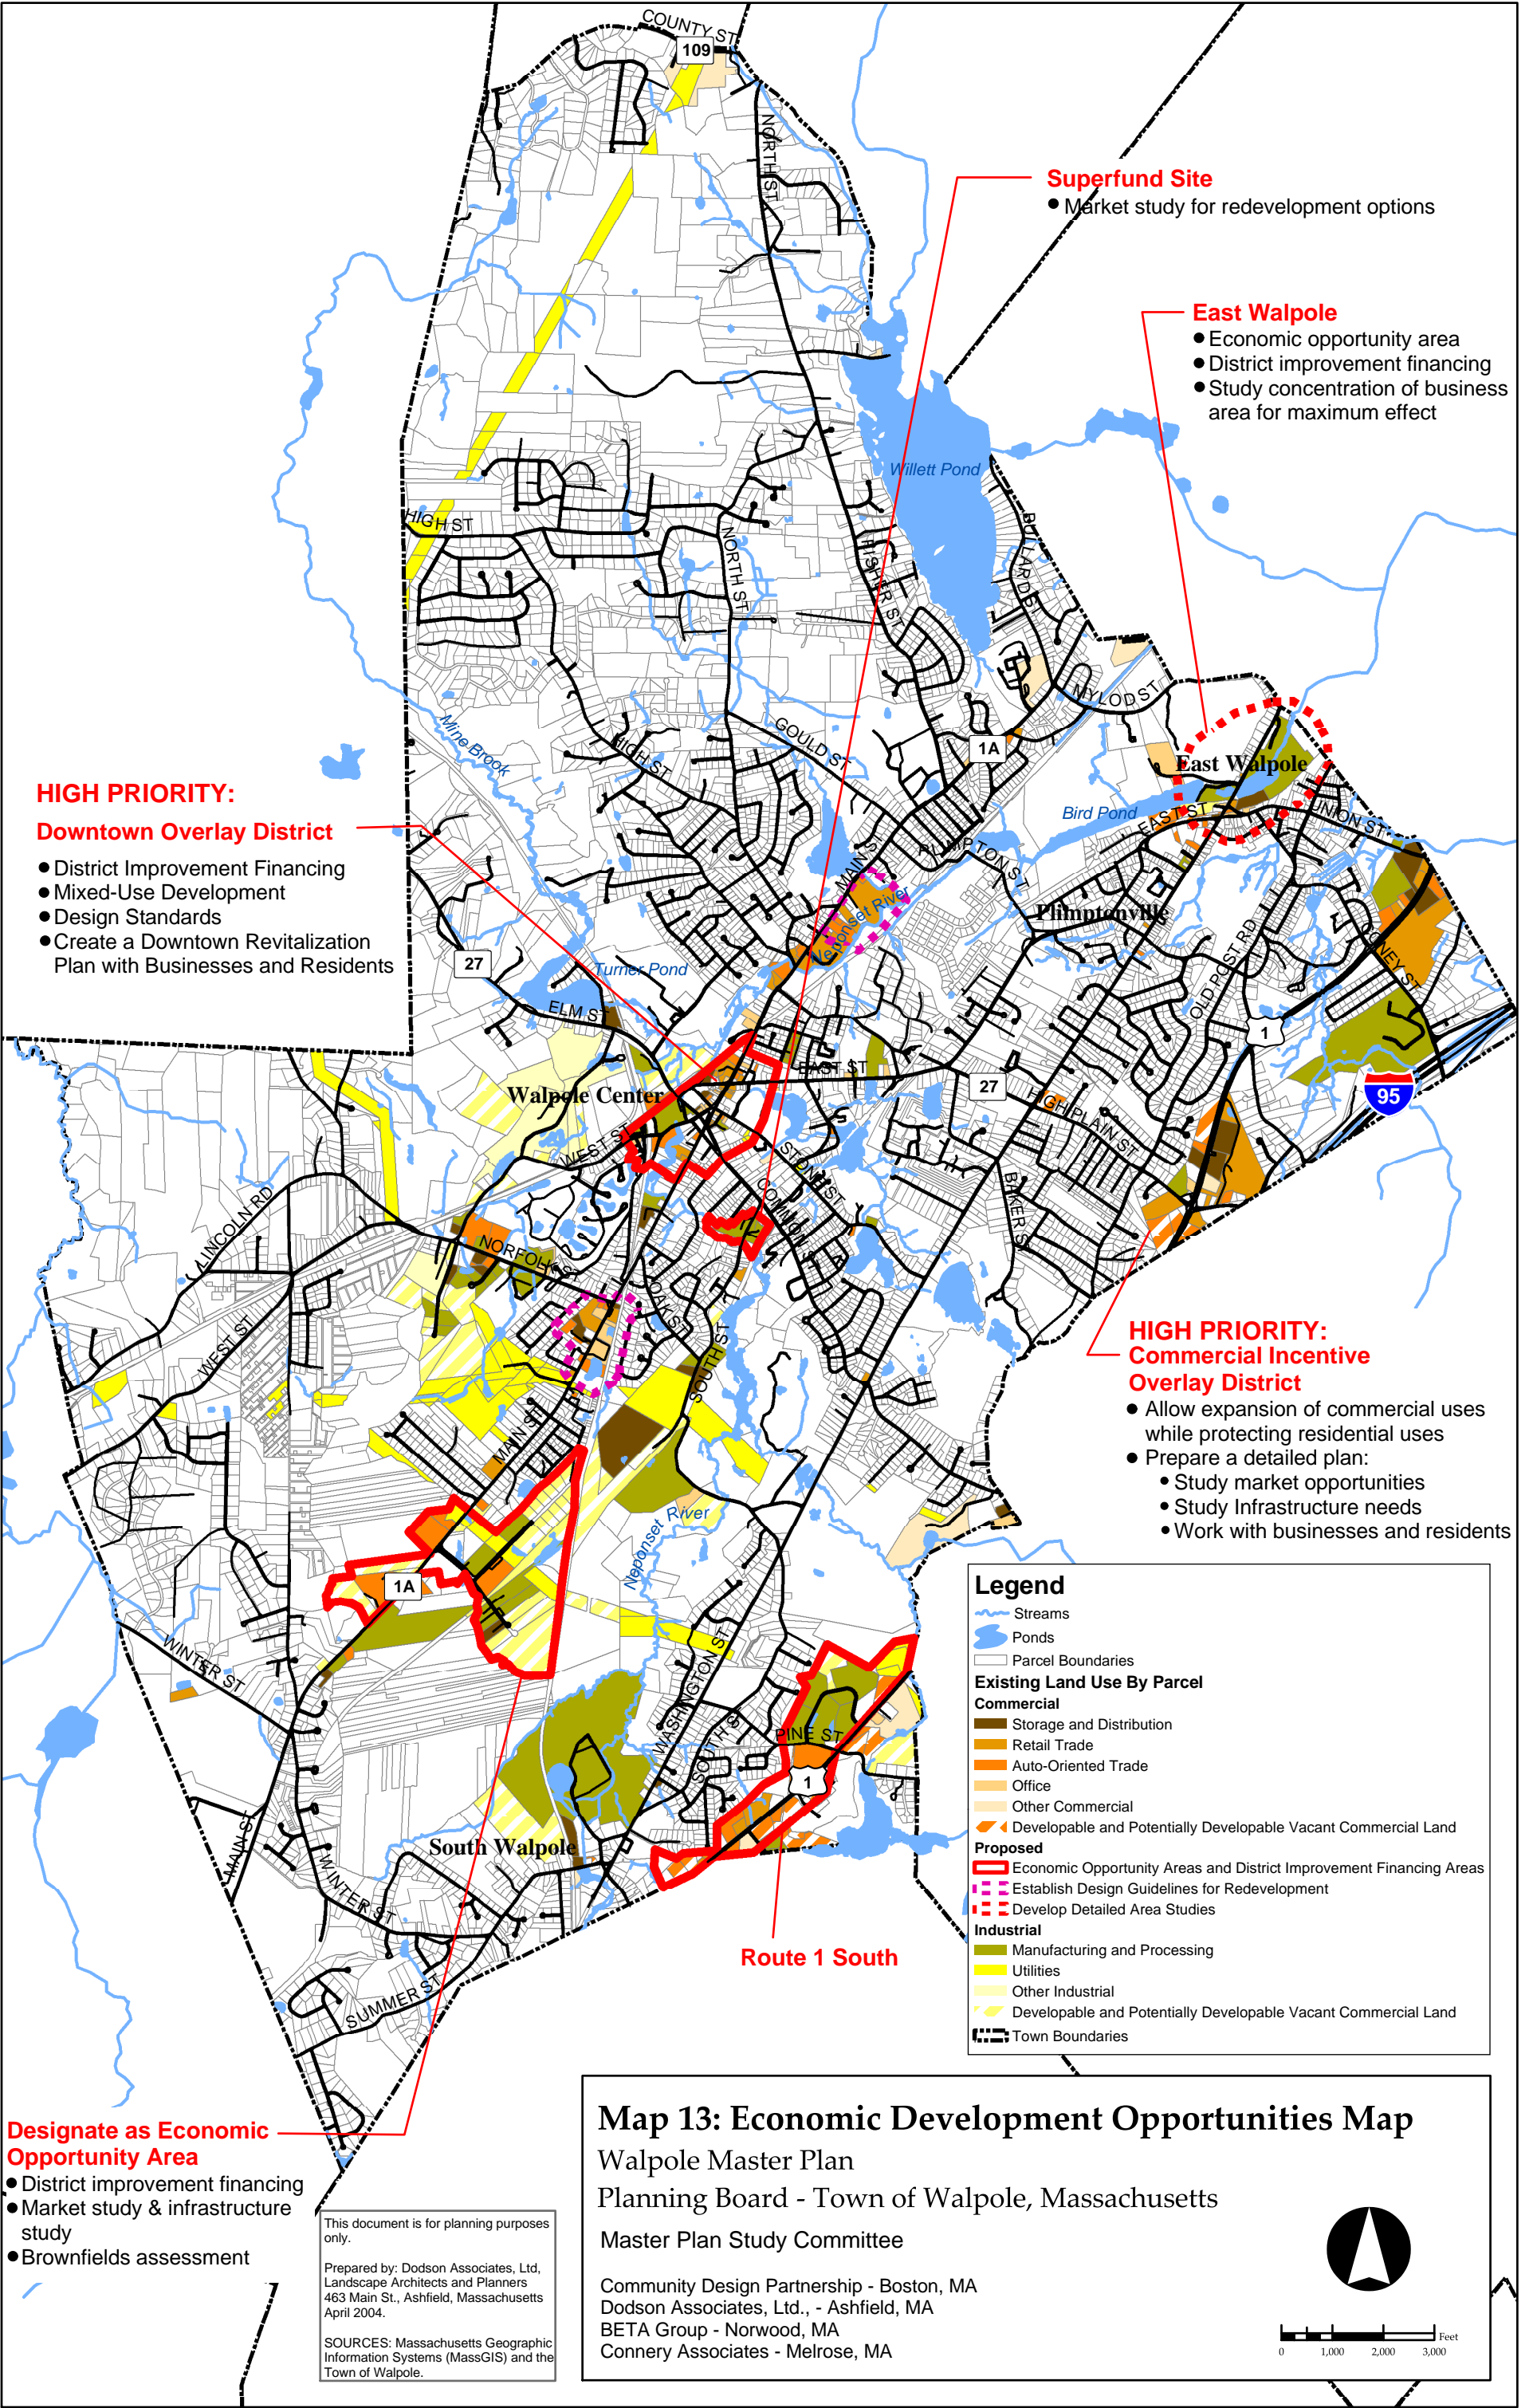 COUNTY ST
109
NORTH ST
Superfund Site
● Market study for redevelopment options
East Walpole
● Economic opportunity area
● District improvement financing
● Study concentration of business
area for maximum effect
Willett Pond
HIGH ST
NORTH ST
FISHER ST
BULLARD ST
NYLOD ST
Mine Brook
HIGH ST
GOULD ST
1A
East Walpole
Bird Pond
EAST ST
UNION ST
HIGH PRIORITY:
Downtown Overlay District
● District Improvement Financing
● Mixed-Use Development
● Design Standards
● Create a Downtown Revitalization
Plan with Businesses and Residents
MAIN S
PLIMPTON ST
Neponset River
Plimptonville
OLD POST RD
CONEY ST
27
Turner Pond
ELM ST
1
EAST ST
27
HIGH PLAIN ST
95
Walpole Center
WEST ST
STONE ST
COMMON ST
BAKER S
LINCOLN RD
NORFOLK ST
OAK ST
SOUTH ST
WEST ST
MAIN ST
HIGH PRIORITY:
Commercial Incentive
Overlay District
● Allow expansion of commercial uses
while protecting residential uses
● Prepare a detailed plan:
● Study market opportunities
● Study Infrastructure needs
● Work with businesses and residents
Neponset River
1A
WINTER ST
WASHINGTON ST
SOUTH S
PINE ST
1
South Walpole
MAIN ST
WINTER ST
SUMMER ST
Route 1 South
Legend
Streams
Ponds
Parcel Boundaries
Existing Land Use By Parcel
Commercial
Storage and Distribution
Retail Trade
Auto-Oriented Trade
Office
Other Commercial
Developable and Potentially Developable Vacant Commercial Land
Proposed
Economic Opportunity Areas and District Improvement Financing Areas
Establish Design Guidelines for Redevelopment
Develop Detailed Area Studies
Industrial
Manufacturing and Processing
Utilities
Other Industrial
Developable and Potentially Developable Vacant Commercial Land
Town Boundaries
Designate as Economic
Opportunity Area
● District improvement financing
● Market study & infrastructure
study
● Brownfields assessment
This document is for planning purposes
only.
Prepared by: Dodson Associates, Ltd,
Landscape Architects and Planners
463 Main St., Ashfield, Massachusetts
April 2004.
SOURCES: Massachusetts Geographic
Information Systems (MassGIS) and the
Town of Walpole.
Map 13: Economic Development Opportunities Map
Walpole Master Plan
Planning Board - Town of Walpole, Massachusetts
Master Plan Study Committee
Community Design Partnership - Boston, MA
Dodson Associates, Ltd., - Ashfield, MA
BETA Group - Norwood, MA
Connery Associates - Melrose, MA
Feet
0 1,000 2,000 3,000